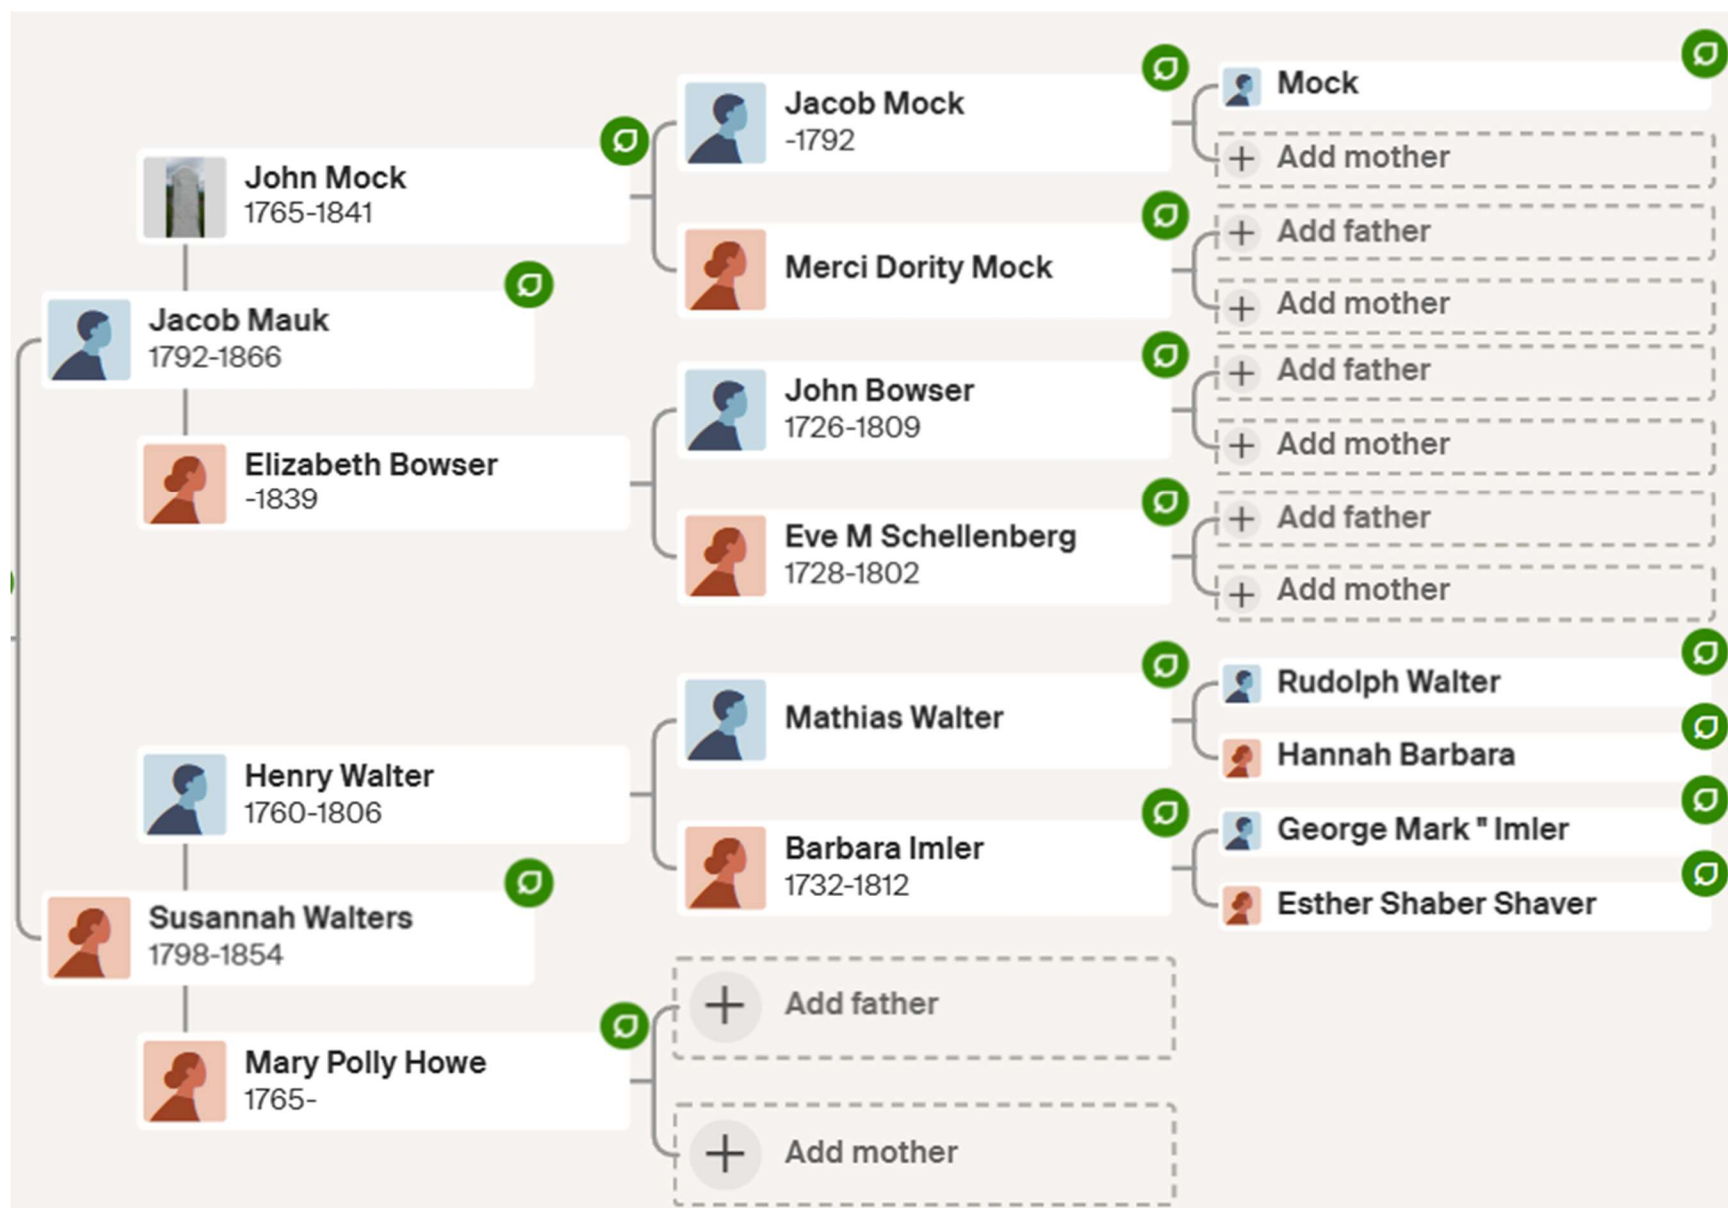 John Mock
1765-1841
Jacob Mauk
1792-1866
Elizabeth Bowser
-1839
Henry Walter
1760-1806
Susannah Walters
1798-1854
Mary Polly Howe
1765-
Jacob Mock
-1792
Merci Dority Mock
John Bowser
1726-1809
Eve M Schellenberg
1728-1802
Mathias Walter
Barbara Imler
1732-1812
Add father
Add mother
Mock
Add mother
Add father
Add mother
Add father
Add mother
Add father
Add mother
Rudolph Walter
Hannah Barbara
George Mark " Imler
Esther Shaber Shaver